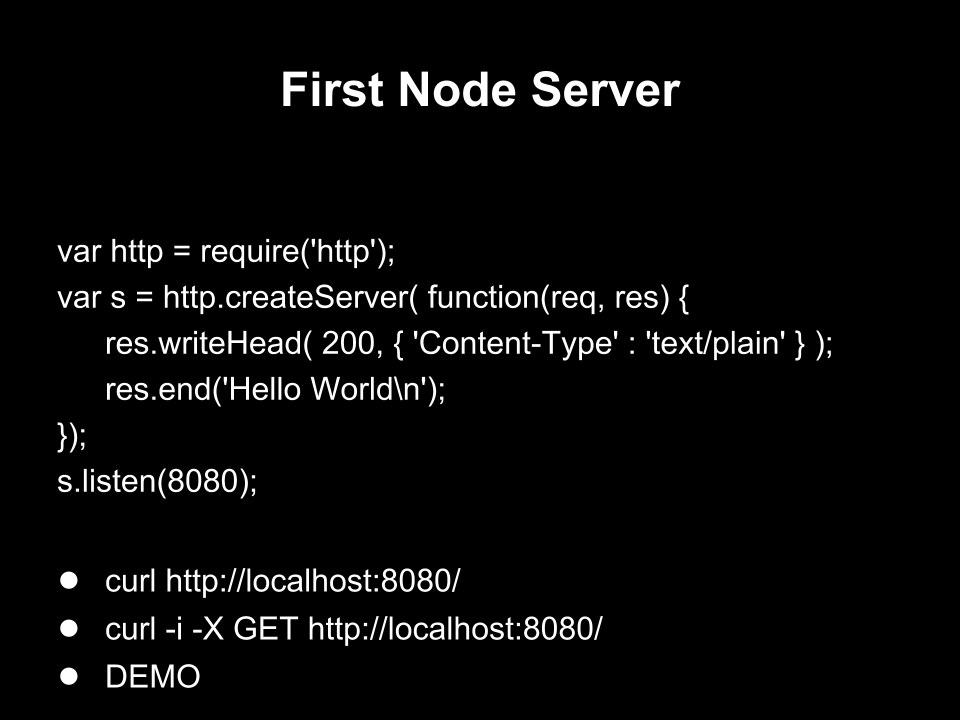 First Node Server
var http = require('http');
var s = http.createServer( function(req, res) {
res.writeHead( 200, { 'Content-Type' : 'text/plain' } );
res.end('Hello World\n');
});
s.listen(8080);
● curl http://localhost:8080/
● curl -i -X GET http://localhost:8080/
● DEMO